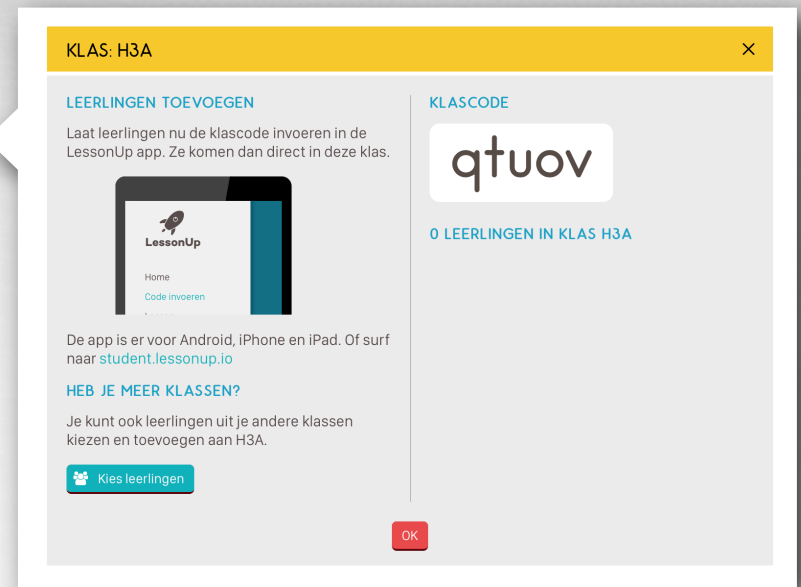 KLAS: H3A
LEERLINGEN TOEVOEGEN
Laat leerlingen nu de klascode invoeren in de
LessonUp app. Ze komen dan direct in deze klas.
LessonUp
Home
Code invoeren
De app is er voor Android, iPhone en iPad. Of surf
naar student.lessonup.io
HEB JE MEER KLASSEN?
Je kunt ook leerlingen uit je andere klassen
kiezen en toevoegen aan H3A.
Kies leerlingen
KLASCODE
qtuov
0 LEERLINGEN IN KLAS H3A
OK